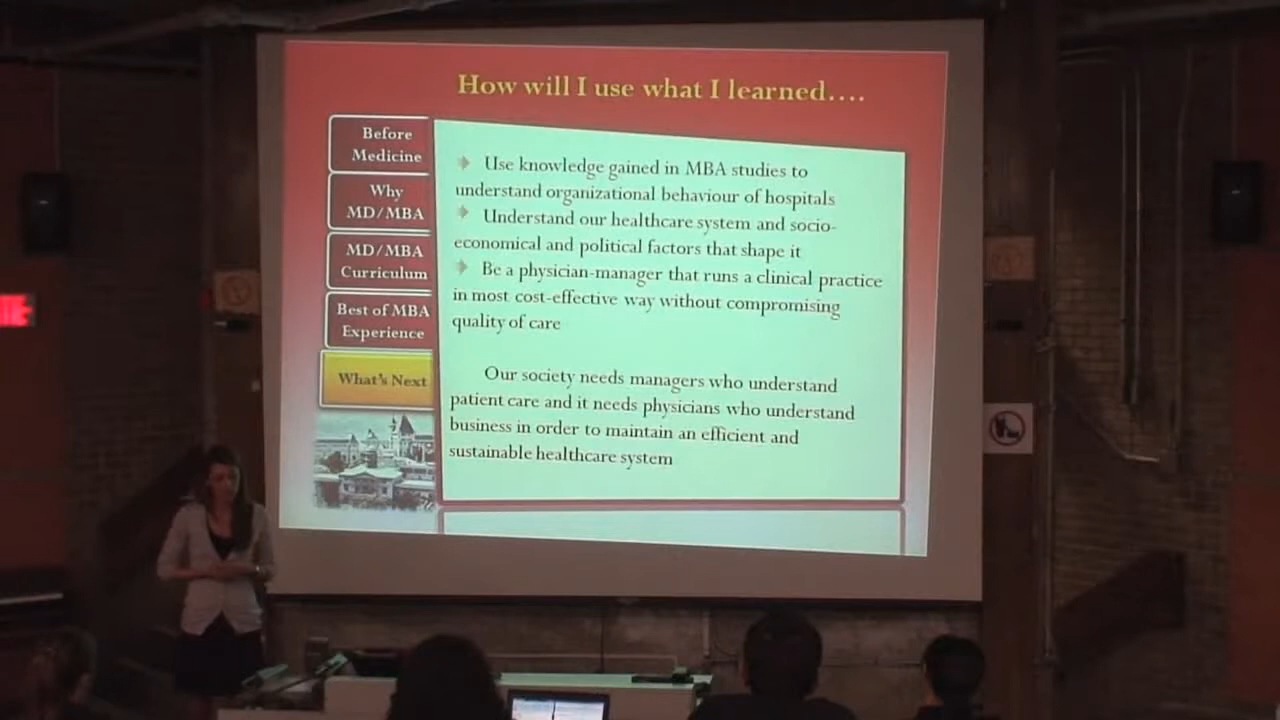 How will I use what I learned….
Before
Medicine
Why
MD/MBA
MD/MBA
Curriculum
Best of MBA
Experience
What's Next
Use knowledge gained in MBA studies to
understand organizational behaviour of hospitals
Understand our healthcare system and socio-
economical and political factors that shape it
Be a physician-manager that runs a clinical practice
in most cost-effective way without compromising
quality of care
Our society needs managers who understand
patient care and it needs physicians who understand
business in order to maintain an efficient and
sustainable healthcare system